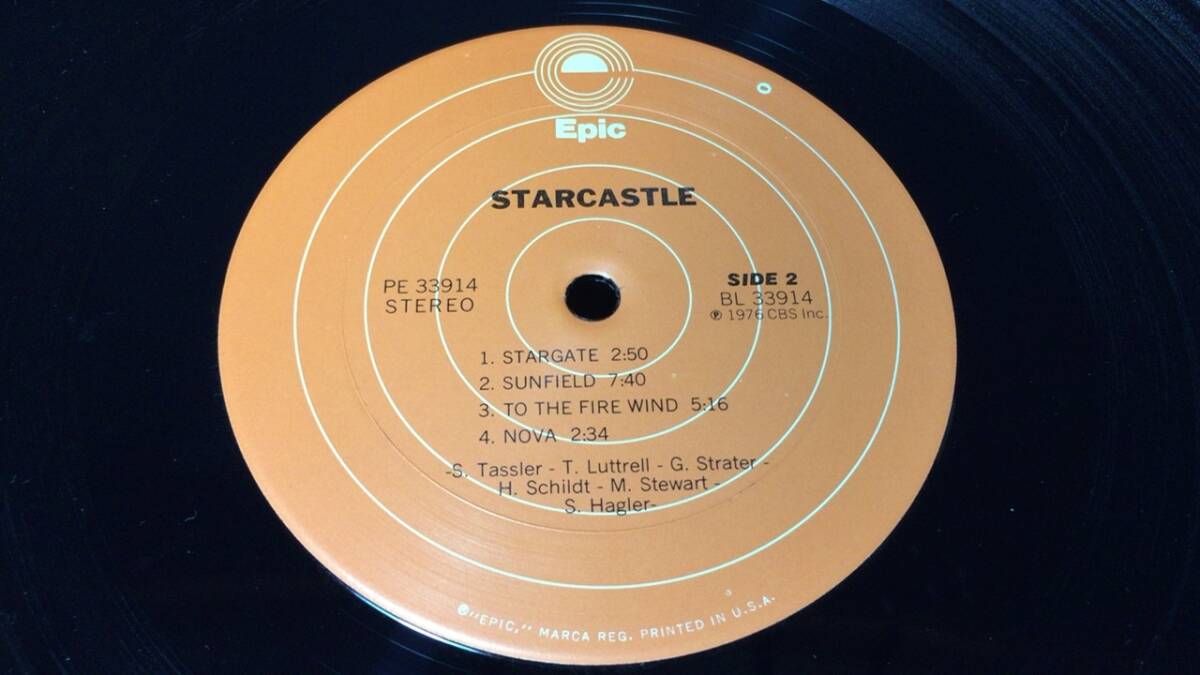 Epic
STARCASTLE
PE 33914
STEREO
SIDE 2
BL 33914
℗ 1976 CBS Inc.
1. STARGATE 2:50
2. SUNFIELD 7:40
3. TO THE FIRE WIND 5:16
4. NOVA 2:34
-S. Tassler - T. Luttrell - G. Strater -
H. Schildt - M. Stewart -
S. Hagler-
®"EPIC," MARCA REG. PRINTED IN U.S.A.